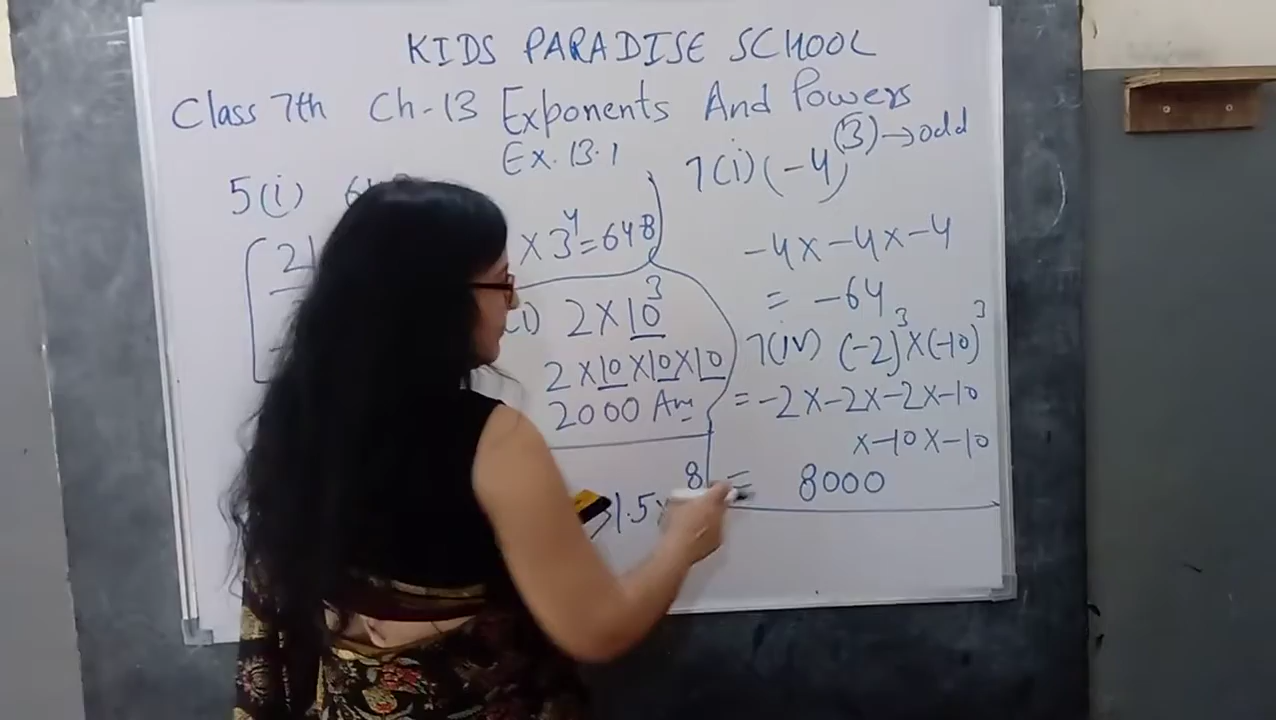 KIDS PARADISE SCHOOL
Class 7th Ch-13 Exponents And Powers
Ex. 13.1
5(i)
2
× 3⁴ = 648
2 × 10³
2 × 10 × 10 × 10
2000 Ans
8
1.5 ×
7(i) (-4)⁽³⁾ → odd
-4 × -4 × -4
= -64
7(iv) (-2)³ × (-10)³
= -2 × -2 × -2 × -10
× -10 × -10
= 8000